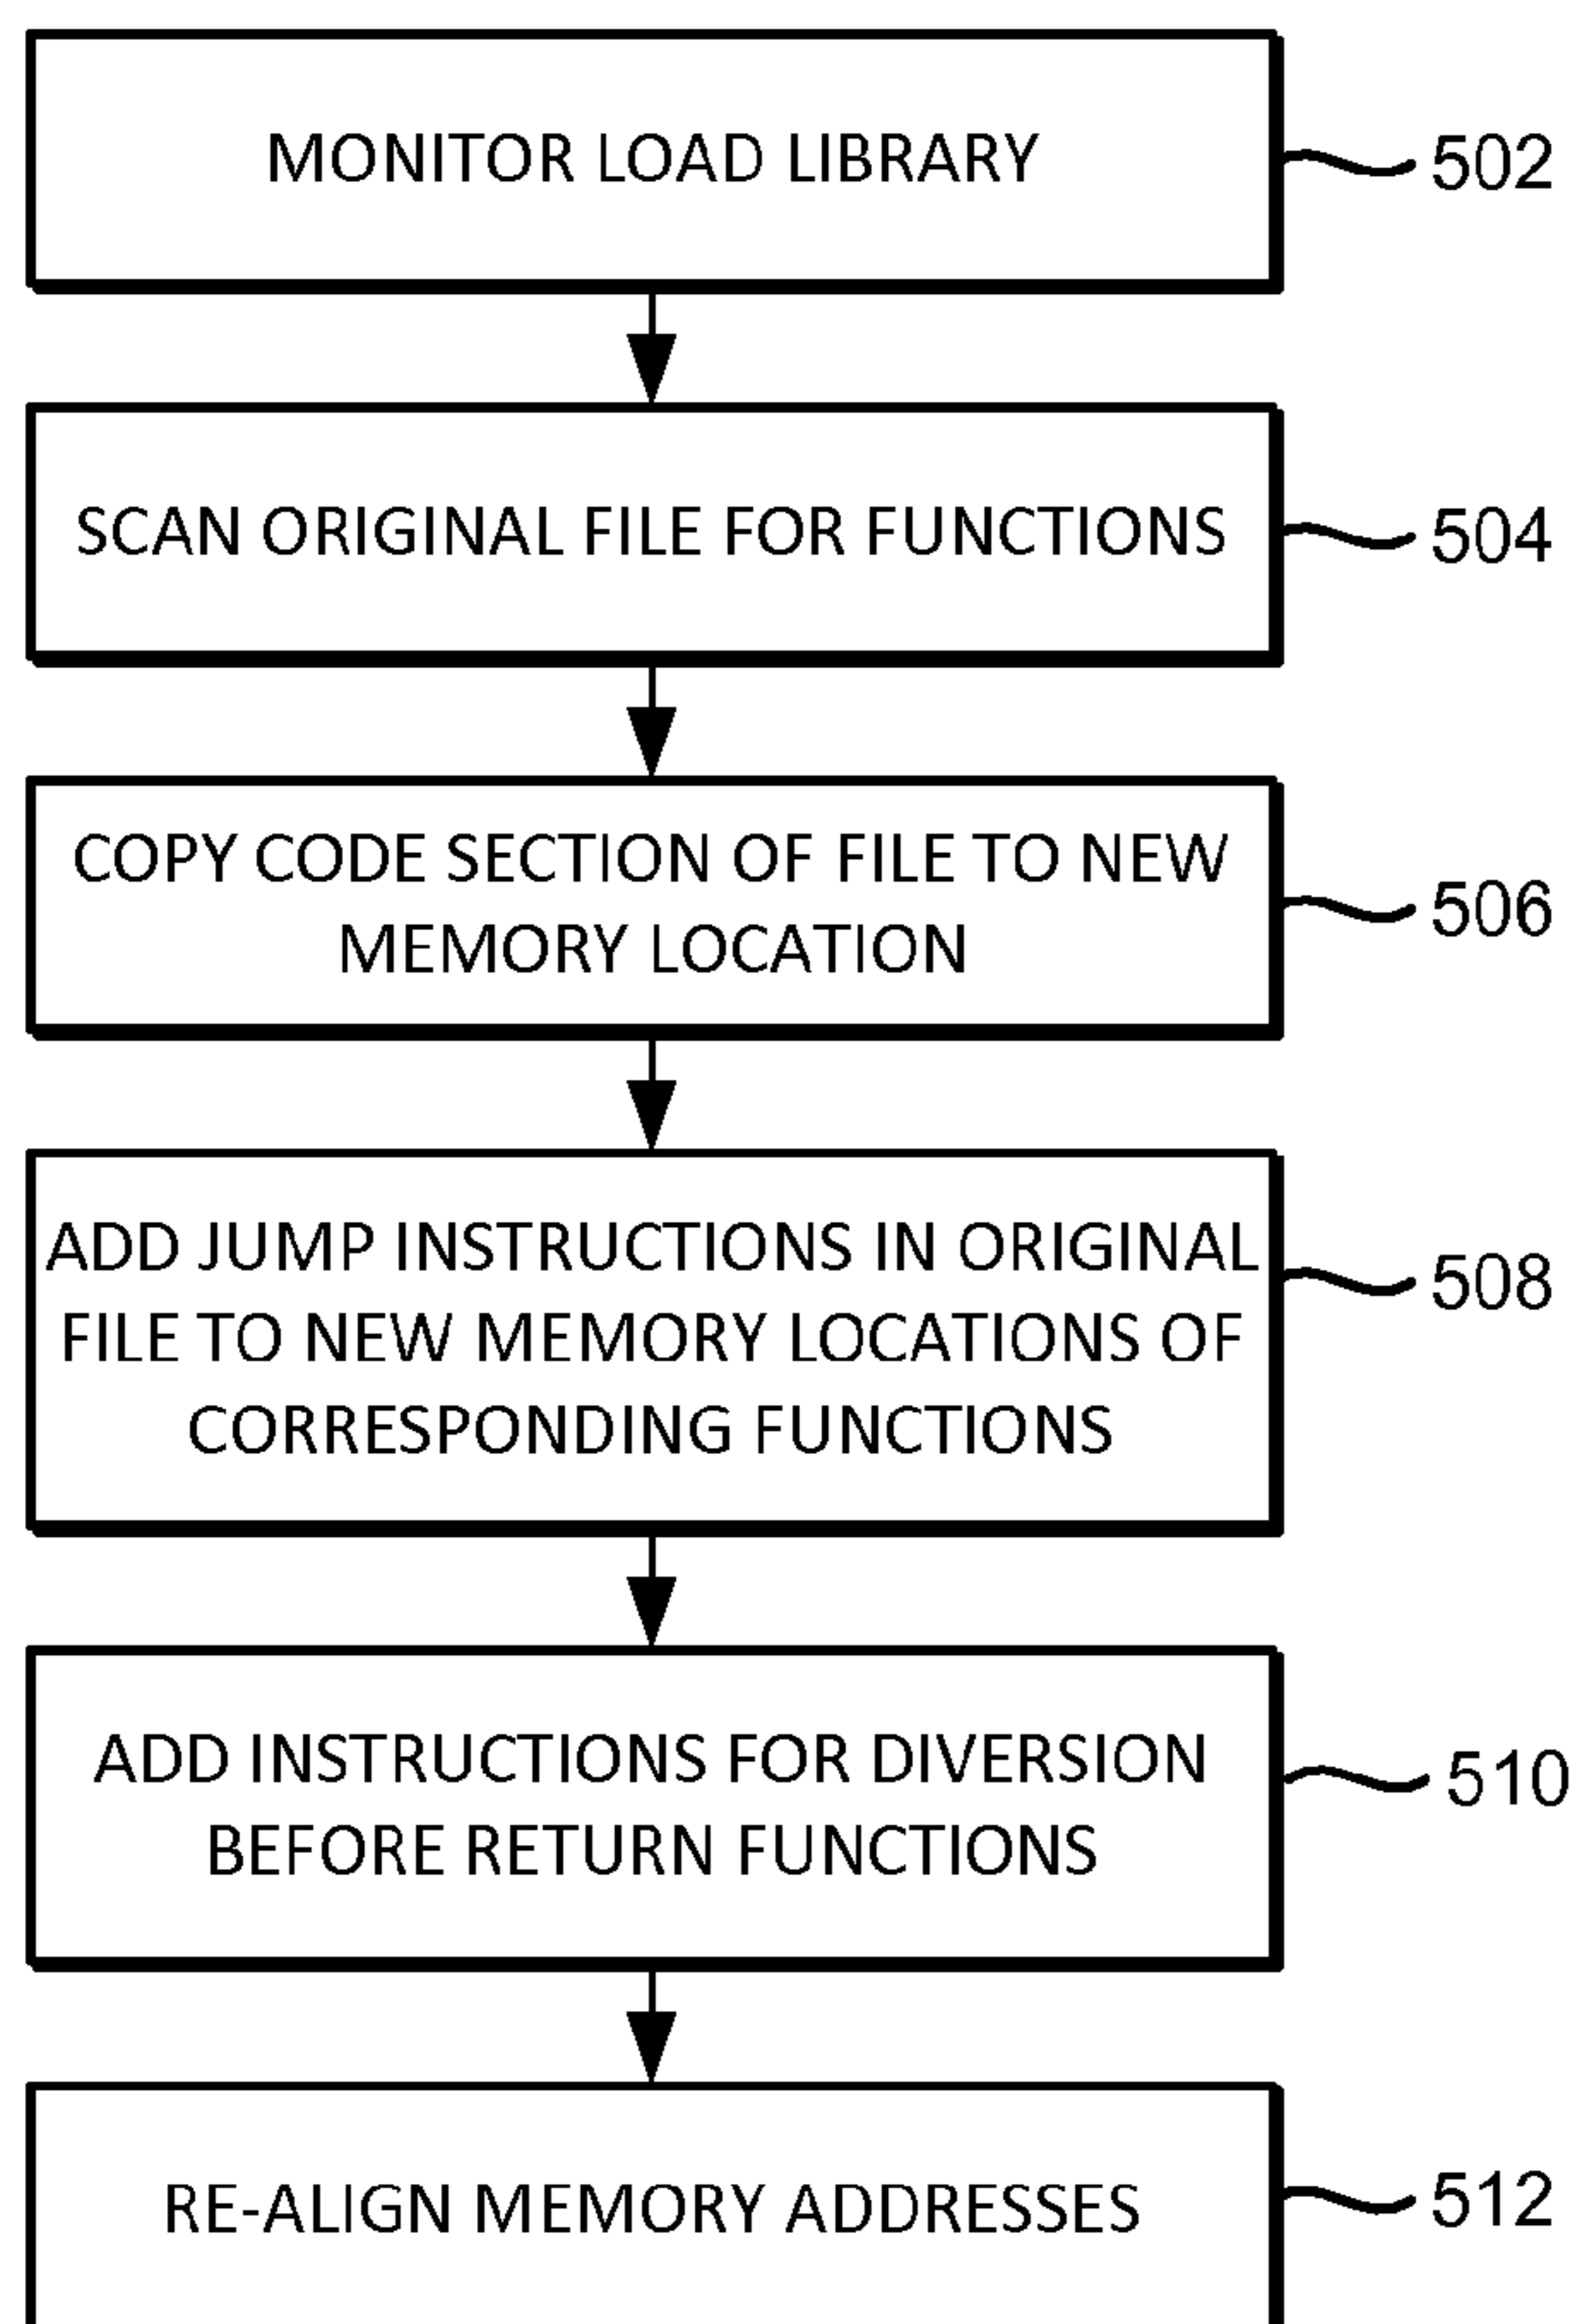 MONITOR LOAD LIBRARY
502
SCAN ORIGINAL FILE FOR FUNCTIONS
504
COPY CODE SECTION OF FILE TO NEW
MEMORY LOCATION
506
ADD JUMP INSTRUCTIONS IN ORIGINAL
FILE TO NEW MEMORY LOCATIONS OF
CORRESPONDING FUNCTIONS
508
ADD INSTRUCTIONS FOR DIVERSION
BEFORE RETURN FUNCTIONS
510
RE-ALIGN MEMORY ADDRESSES
512